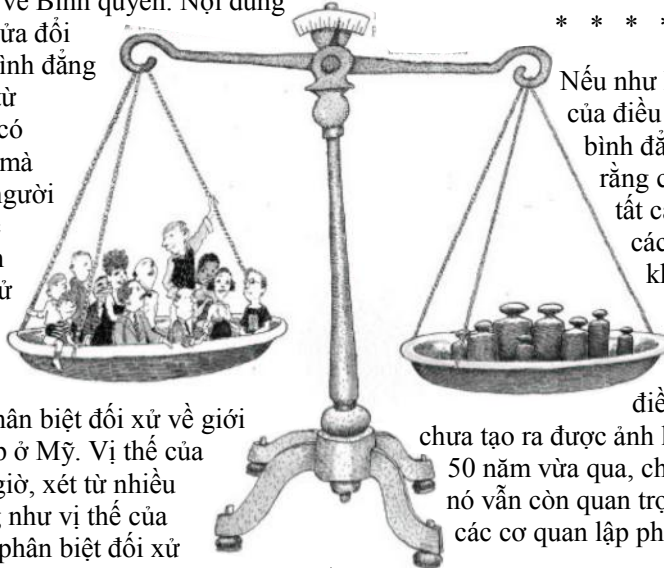 về Bình quyền. Nội dung
ửa đổi
ình đẳng
từ
có
mà
người
ử
hân biệt đối xử về giới
ở Mỹ. Vị thế của
giờ, xét từ nhiều
như vị thế của
phân biệt đối xử
* * * *
Nếu như
của điều
bình đẳ
rằng c
tất cả
các
kh
điề
chưa tạo ra được ảnh h
50 năm vừa qua, ch
nó vẫn còn quan trọ
các cơ quan lập ph